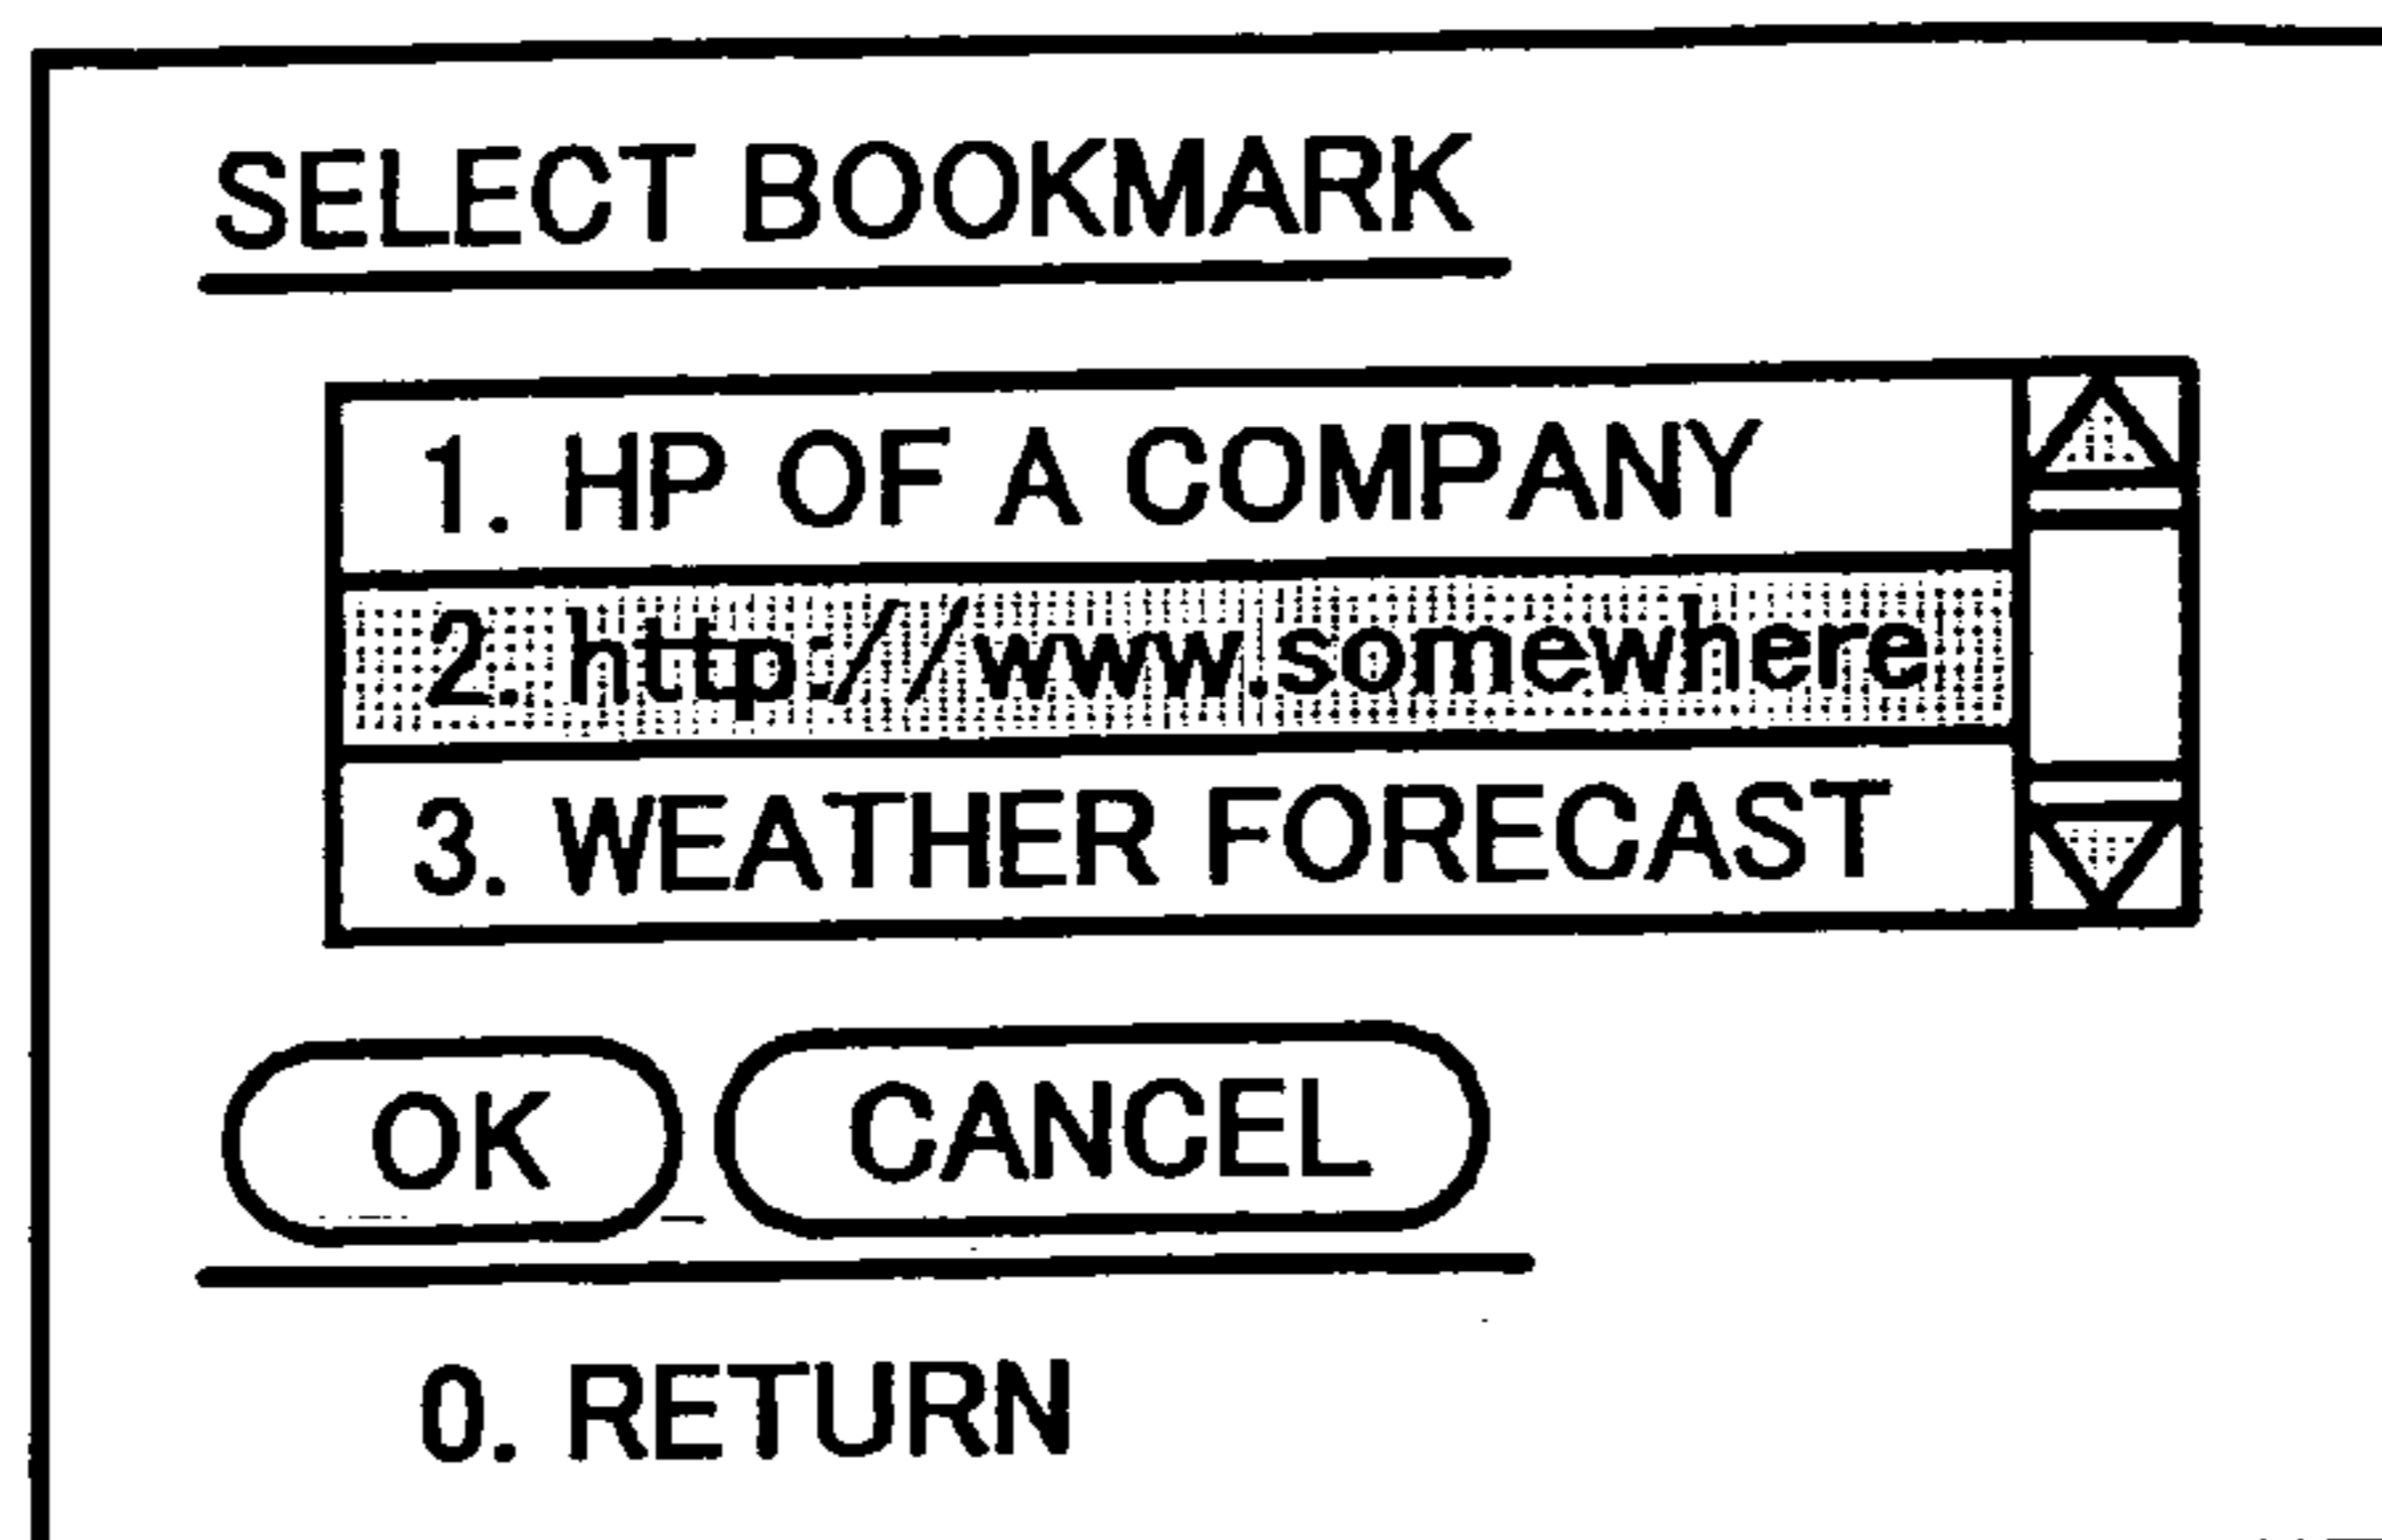 SELECT BOOKMARK
1. HP OF A COMPANY
2. http://www.somewhere
3. WEATHER FORECAST
OK CANCEL
0. RETURN